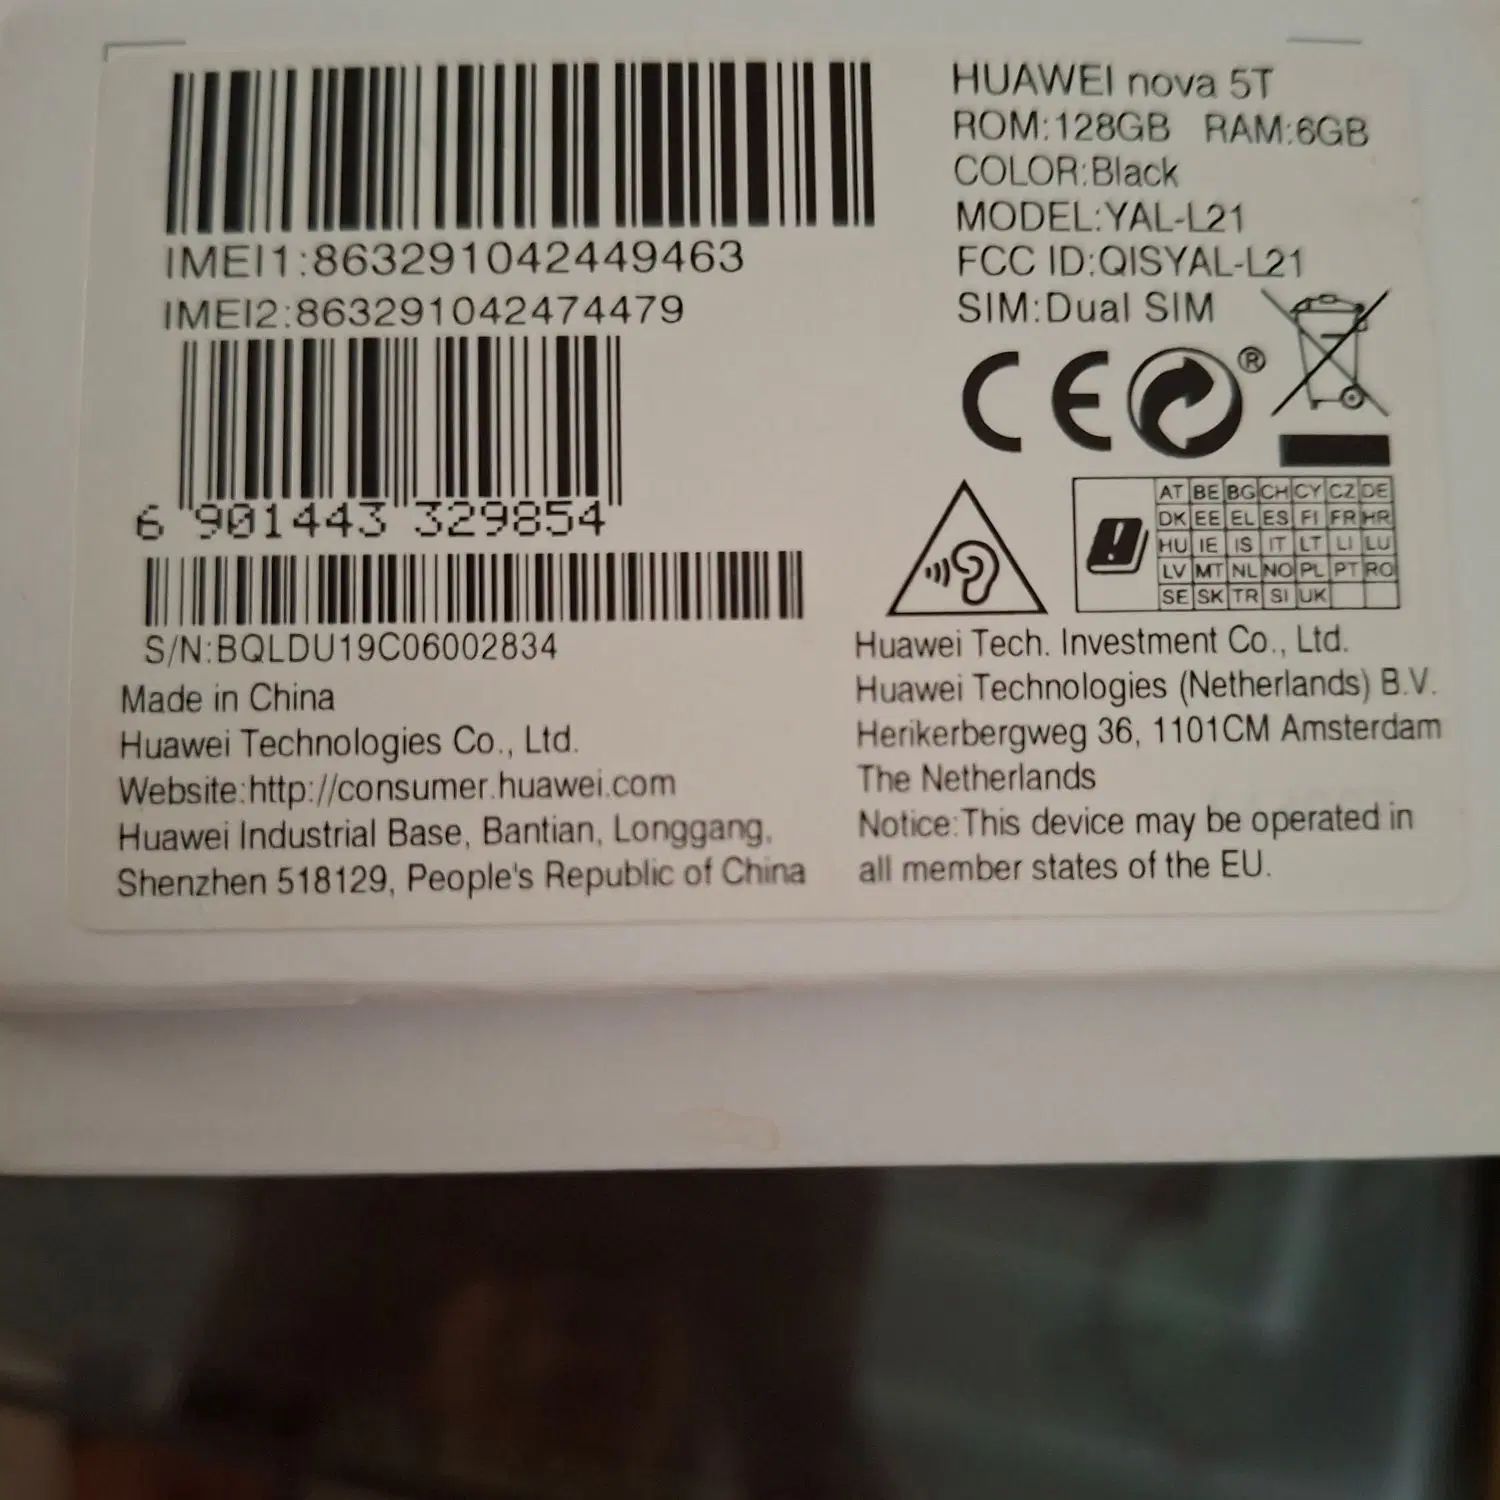 IMEI1:863291042449463
IMEI2:863291042474479
6 901443 329854
S/N:BQLDU19C06002834
Made in China
Huawei Technologies Co., Ltd.
Website:http://consumer.huawei.com
Huawei Industrial Base, Bantian, Longgang,
Shenzhen 518129, People's Republic of China
HUAWEI nova 5T
ROM:128GB RAM:6GB
COLOR:Black
MODEL:YAL-L21
FCC ID:QISYAL-L21
SIM:Dual SIM
CE ®
AT BE BG CH CY CZ DE
DK EE EL ES FI FR HR
HU IE IS IT LT LI LU
LV MT NL NO PL PT RO
SE SK TR SI UK
Huawei Tech. Investment Co., Ltd.
Huawei Technologies (Netherlands) B.V.
Herikerbergweg 36, 1101CM Amsterdam
The Netherlands
Notice:This device may be operated in
all member states of the EU.